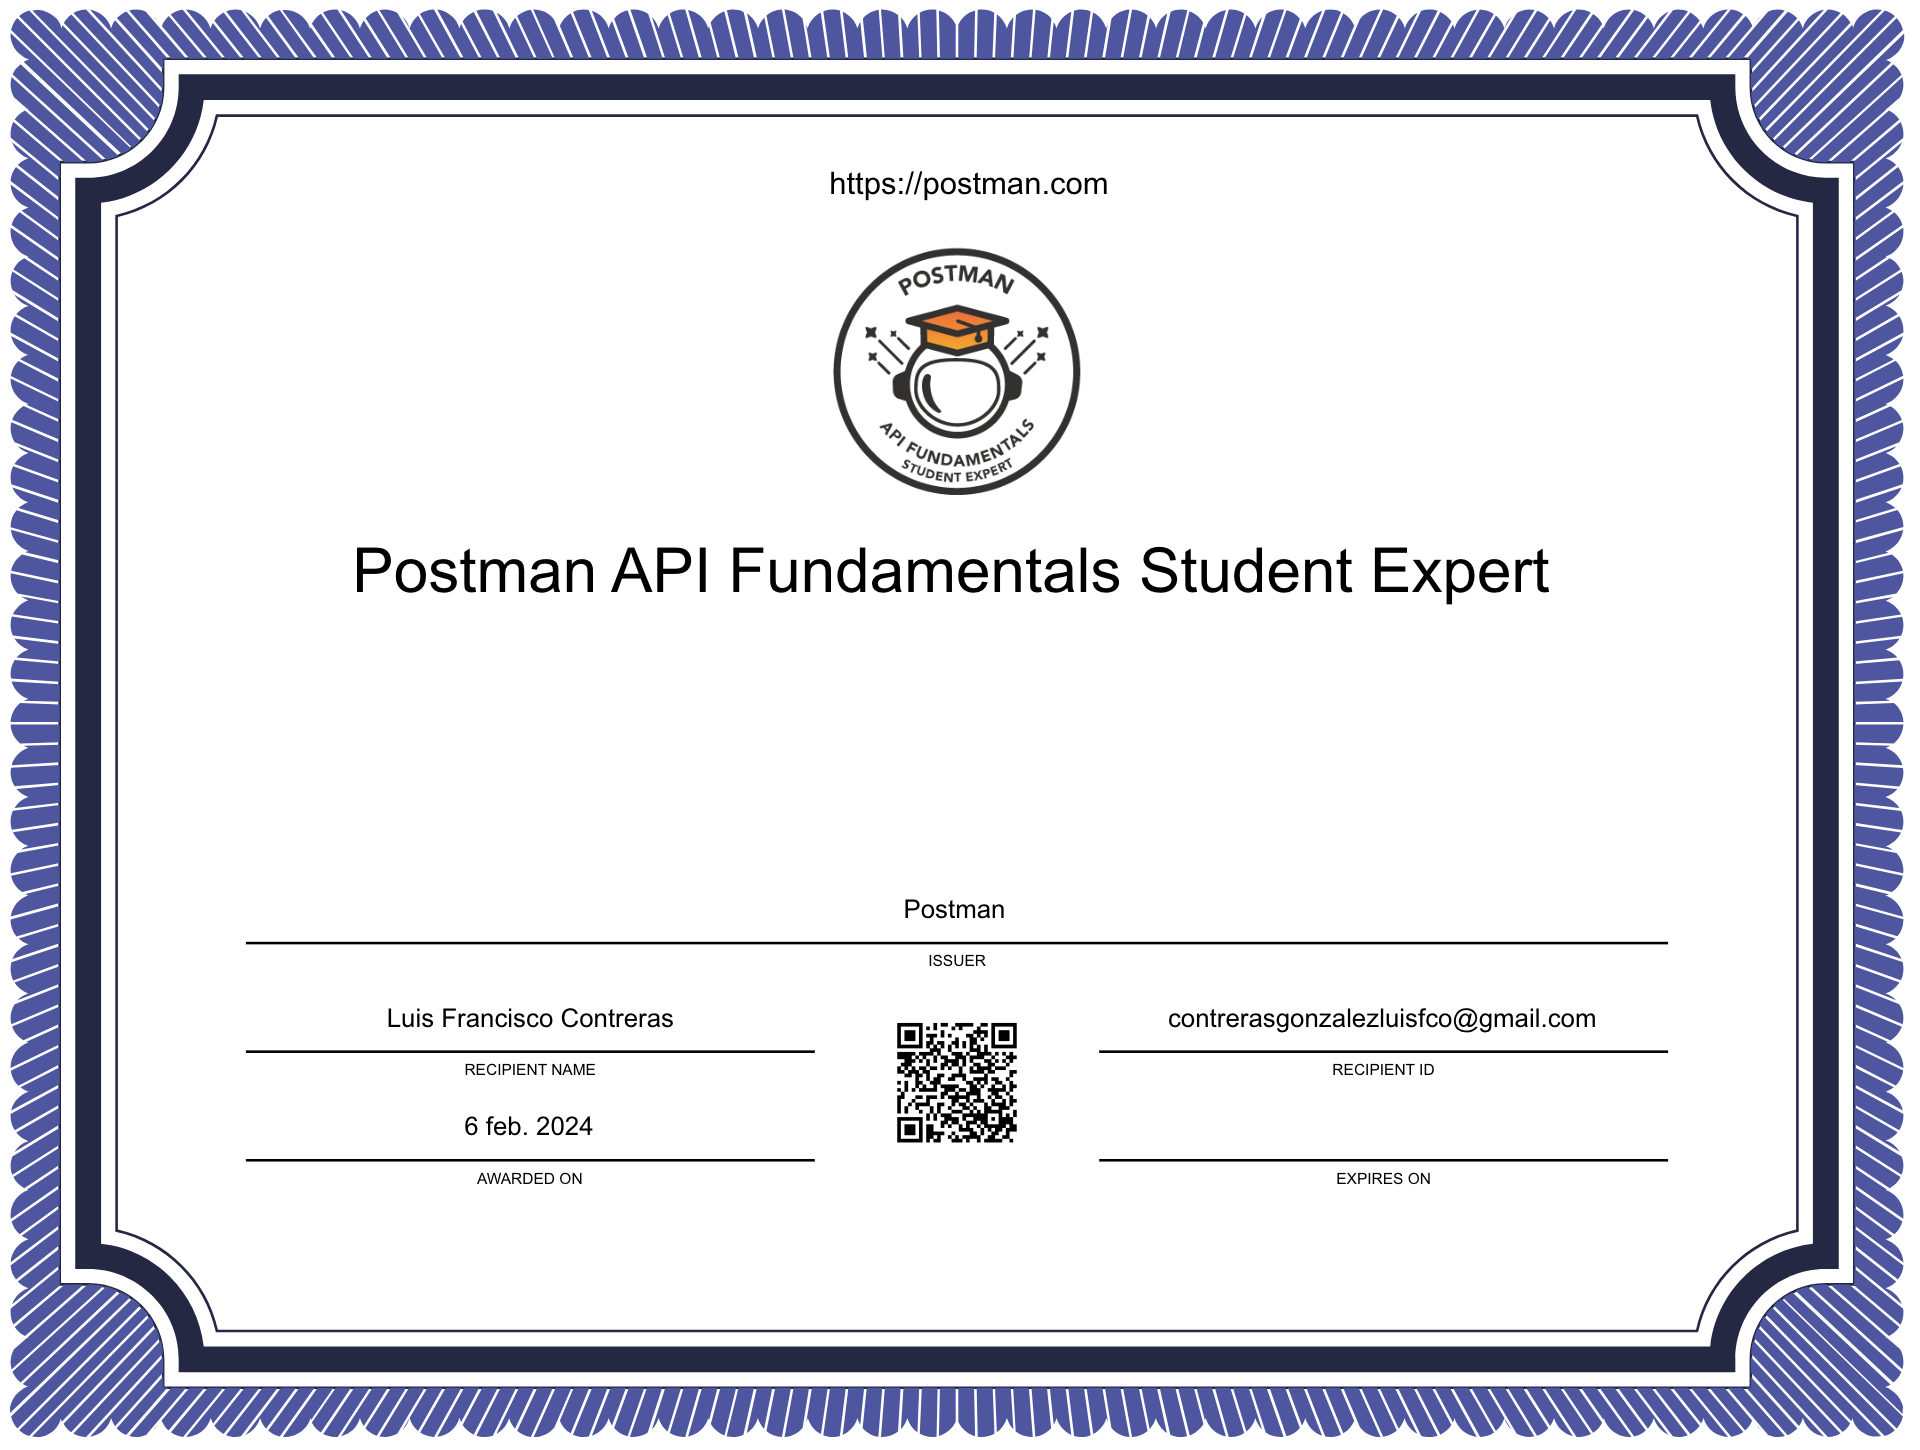 https://postman.com
POSTMAN
API FUNDAMENTALS
STUDENT EXPERT
Postman API Fundamentals Student Expert
Postman
ISSUER
Luis Francisco Contreras
RECIPIENT NAME
contrerasgonzalezluisfco@gmail.com
RECIPIENT ID
6 feb. 2024
AWARDED ON
EXPIRES ON